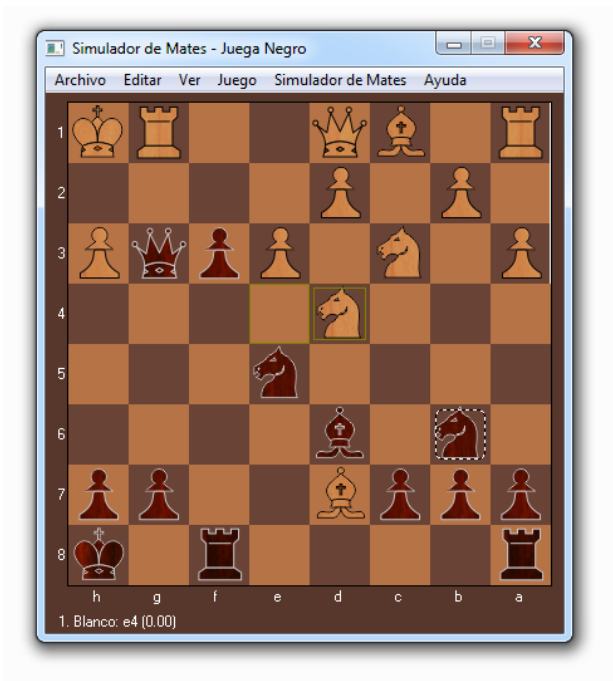 Simulador de Mates - Juega Negro
Archivo Editar Ver Juego Simulador de Mates Ayuda
1
2
3
4
5
6
7
8
h g f e d c b a
1. Blanco: e4 (0.00)